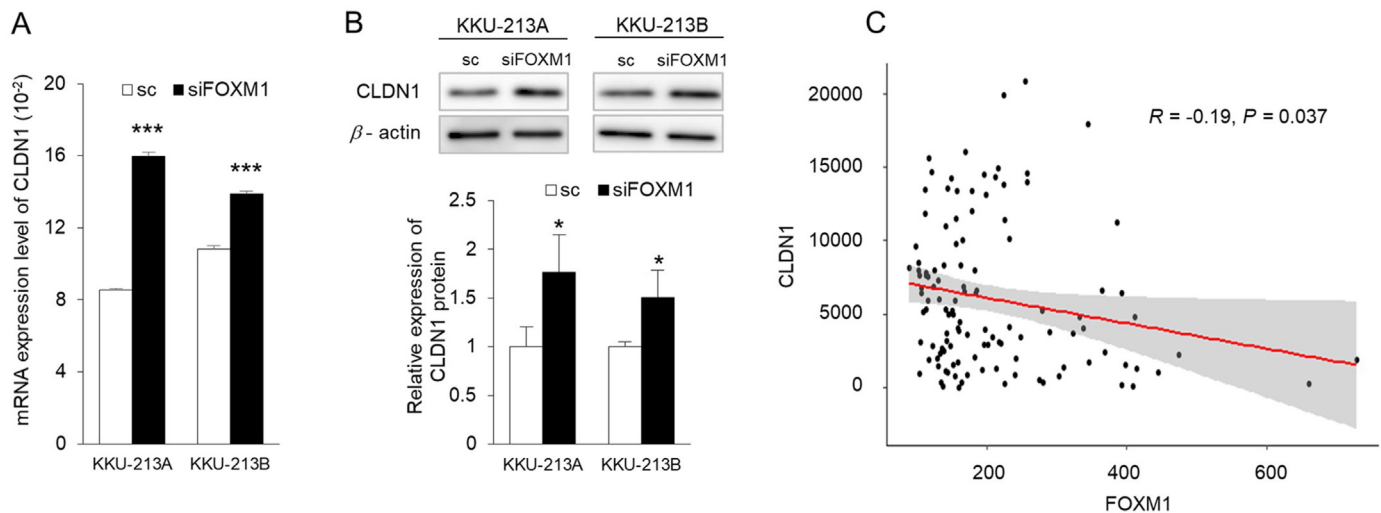 A
mRNA expression level of CLDN1 (10⁻²)
sc siFOXM1
20
16
12
8
4
0
***
***
KKU-213A KKU-213B
B
KKU-213A KKU-213B
sc siFOXM1 sc siFOXM1
CLDN1
β - actin
sc siFOXM1
Relative expression of
CLDN1 protein
2.5
2
1.5
1
0.5
0
*
*
KKU-213A KKU-213B
C
R = -0.19, P = 0.037
CLDN1
20000
15000
10000
5000
0
200 400 600
FOXM1